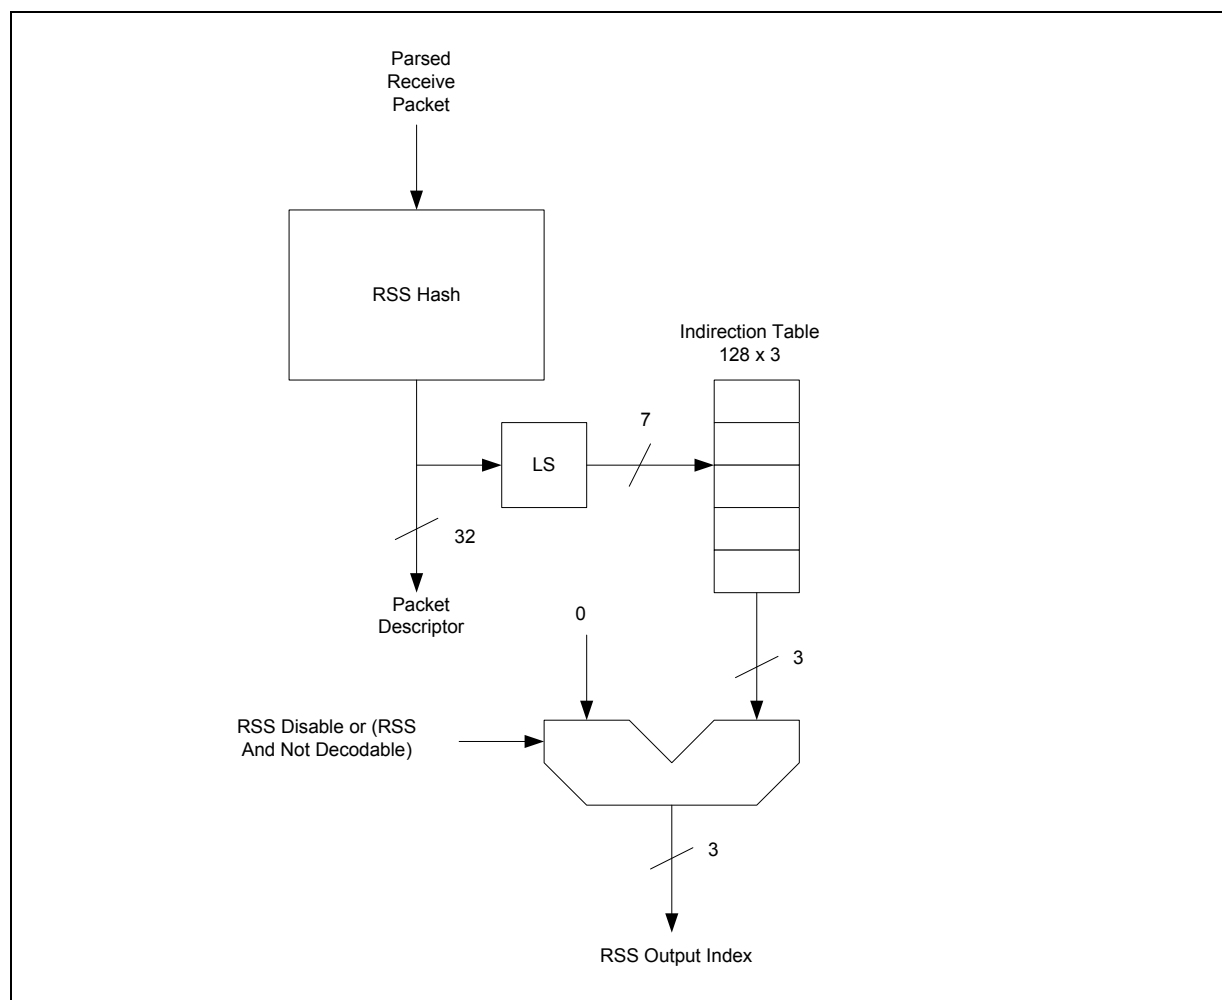 Parsed
Receive
Packet
RSS Hash
Indirection Table
128 x 3
7
LS
32
Packet
Descriptor
0
3
RSS Disable or (RSS
And Not Decodable)
3
RSS Output Index